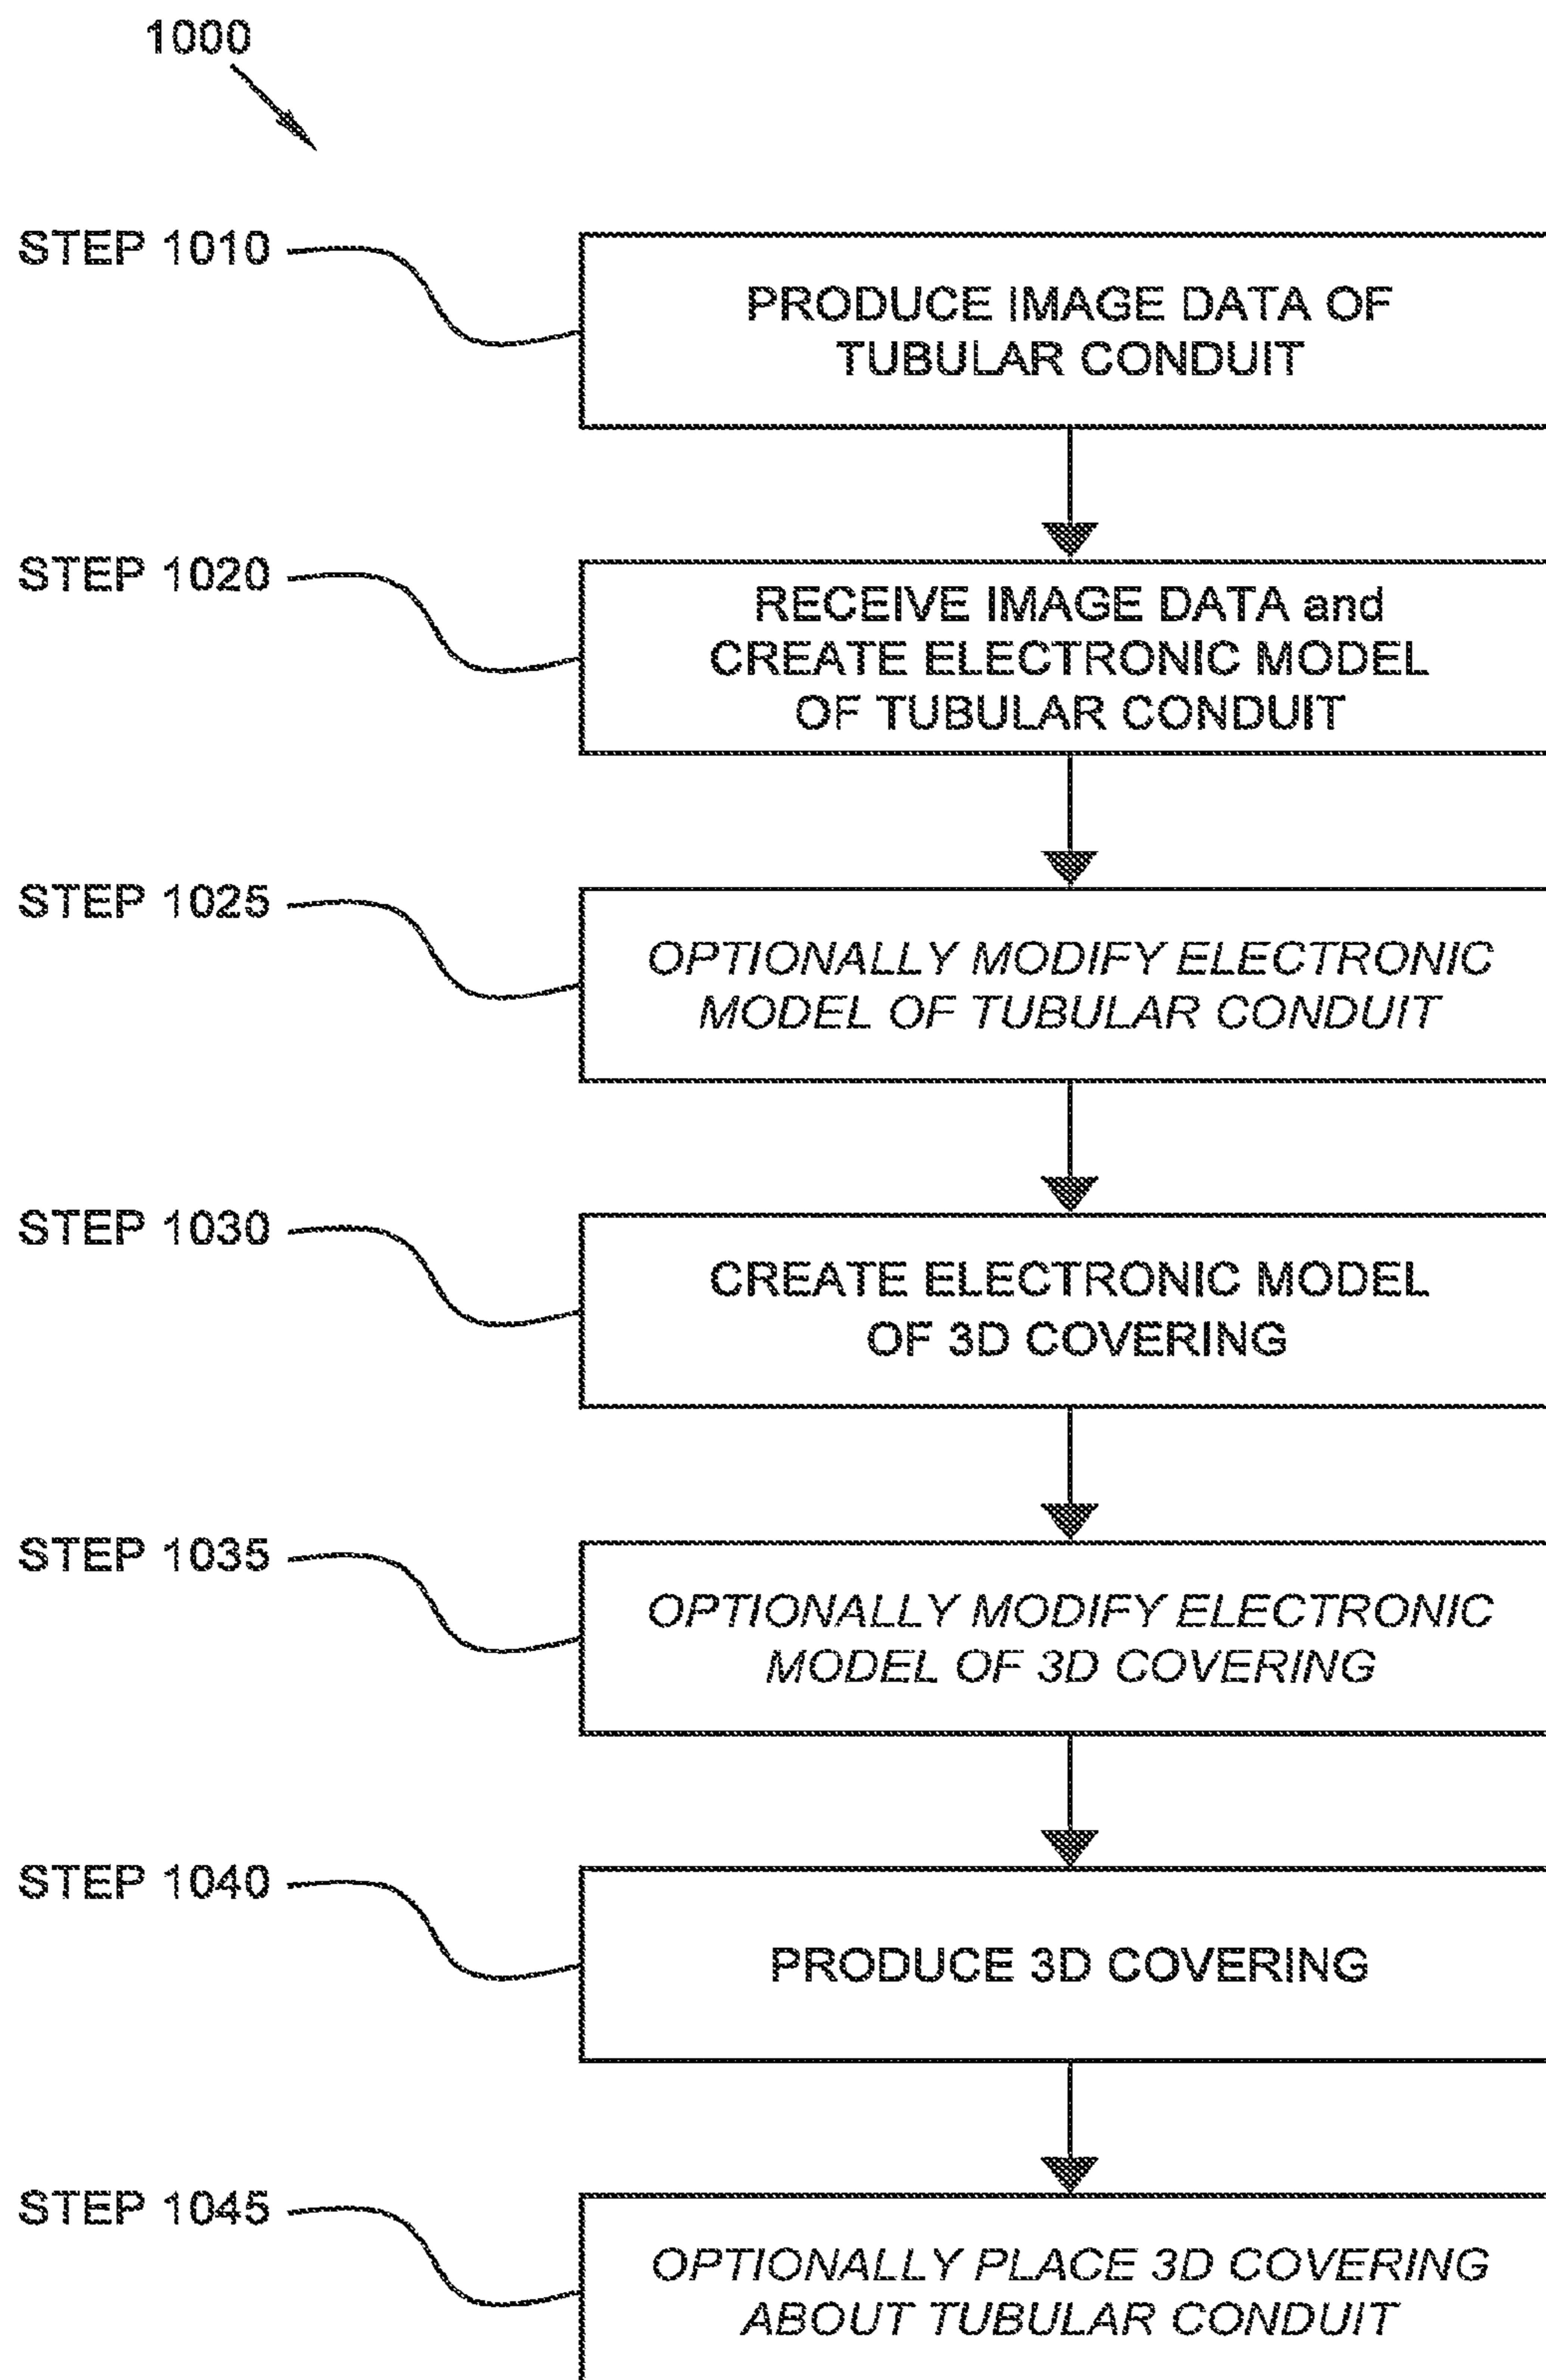 1000
STEP 1010
PRODUCE IMAGE DATA OF
TUBULAR CONDUIT
STEP 1020
RECEIVE IMAGE DATA and
CREATE ELECTRONIC MODEL
OF TUBULAR CONDUIT
STEP 1025
OPTIONALLY MODIFY ELECTRONIC
MODEL OF TUBULAR CONDUIT
STEP 1030
CREATE ELECTRONIC MODEL
OF 3D COVERING
STEP 1035
OPTIONALLY MODIFY ELECTRONIC
MODEL OF 3D COVERING
STEP 1040
PRODUCE 3D COVERING
STEP 1045
OPTIONALLY PLACE 3D COVERING
ABOUT TUBULAR CONDUIT